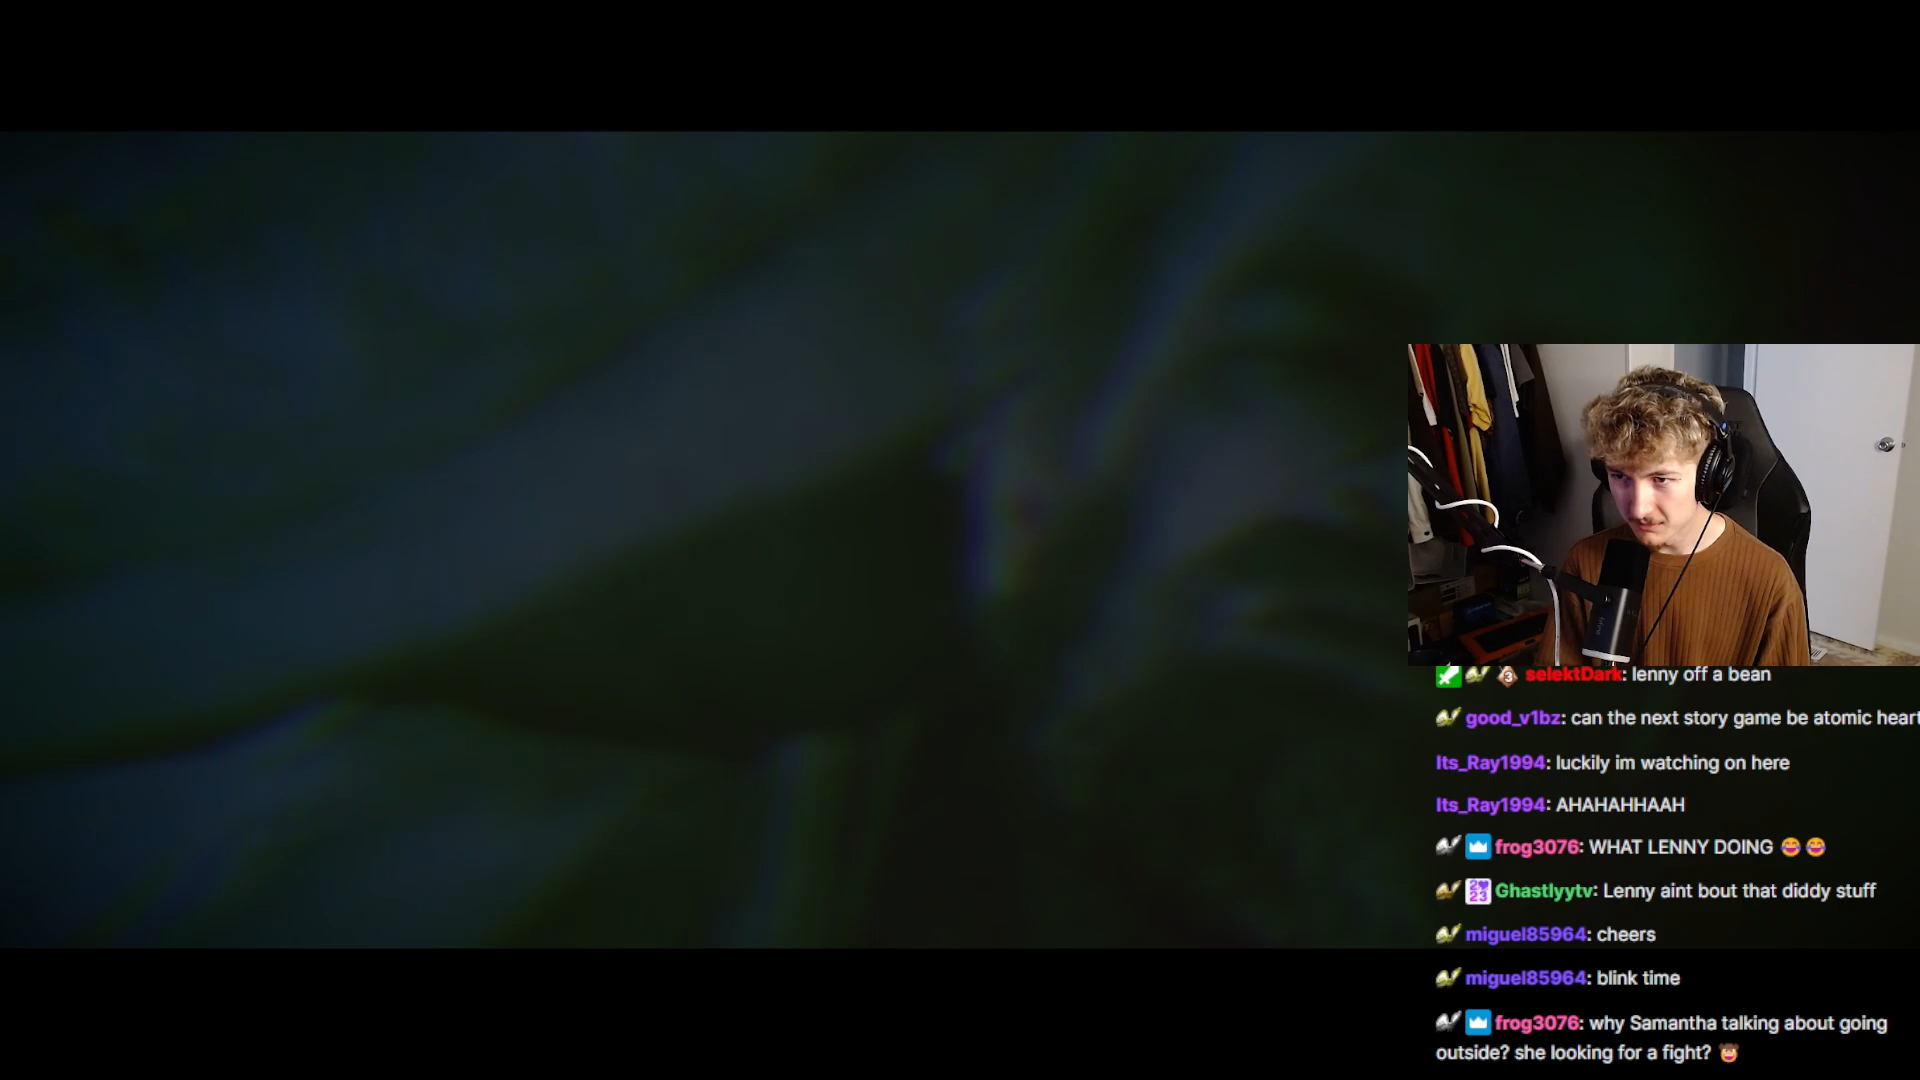 selektDark: lenny off a bean
good_v1bz: can the next story game be atomic heart
Its_Ray1994: luckily im watching on here
Its_Ray1994: AHAHAHHAAH
frog3076: WHAT LENNY DOING 😂😂
Ghastlyytv: Lenny aint bout that diddy stuff
miguel85964: cheers
miguel85964: blink time
frog3076: why Samantha talking about going
outside? she looking for a fight?